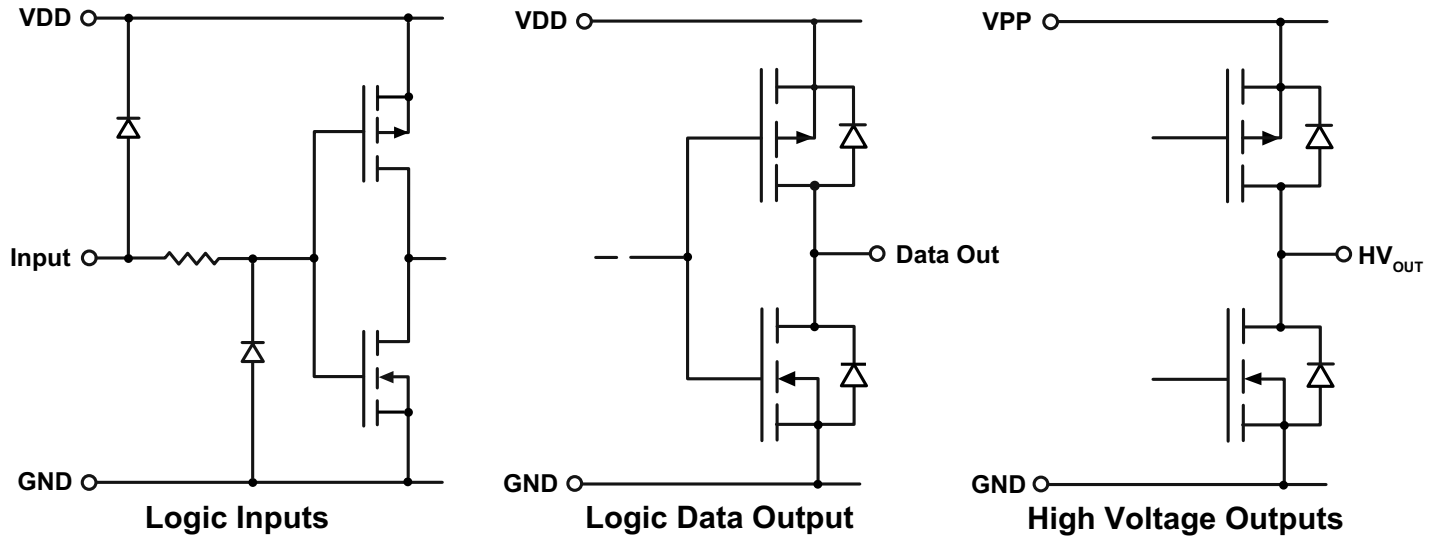 VDD
Input
GND
Logic Inputs
VDD
Data Out
GND
Logic Data Output
VPP
HVOUT
GND
High Voltage Outputs